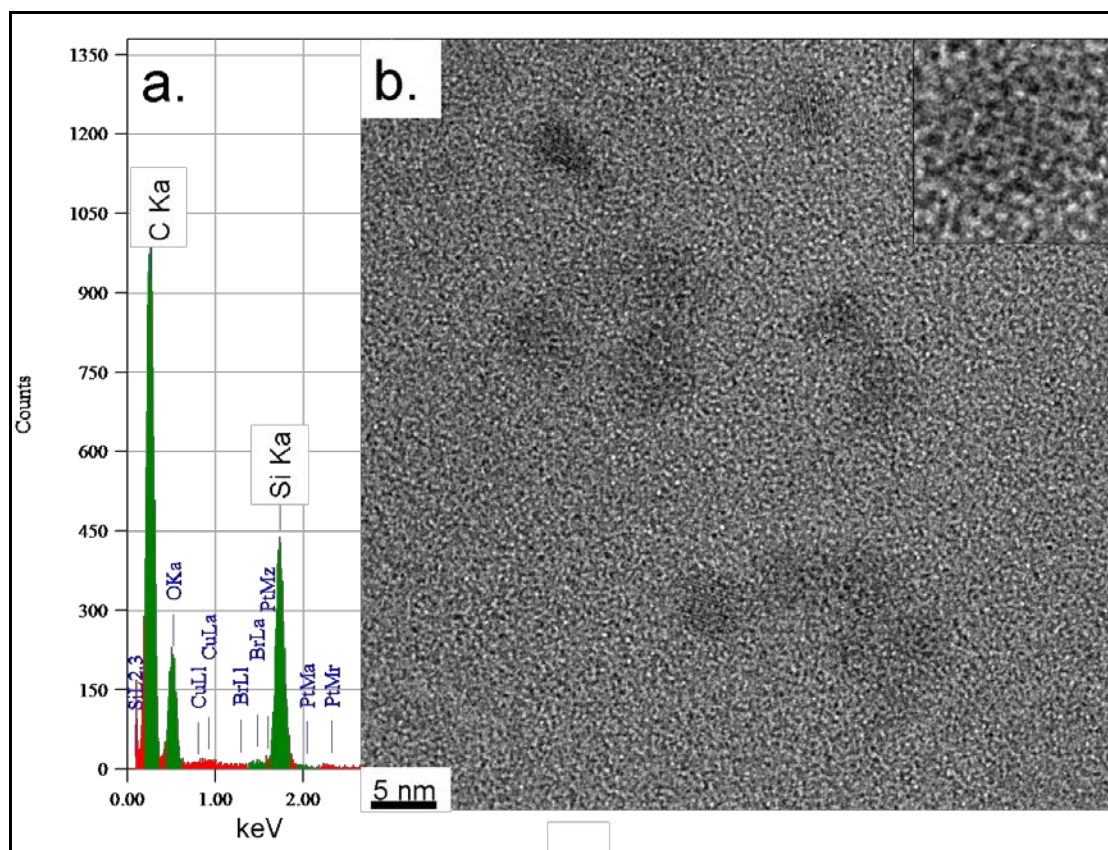 a.
b.
1350
1200
1050
900
750
600
450
300
150
0
Counts
C Ka
Si Ka
SiL2,3
OKa
CuLl
CuLa
BrLl
BrLa
PtMz
PtMa
PtMr
0.00 1.00 2.00
keV
5 nm